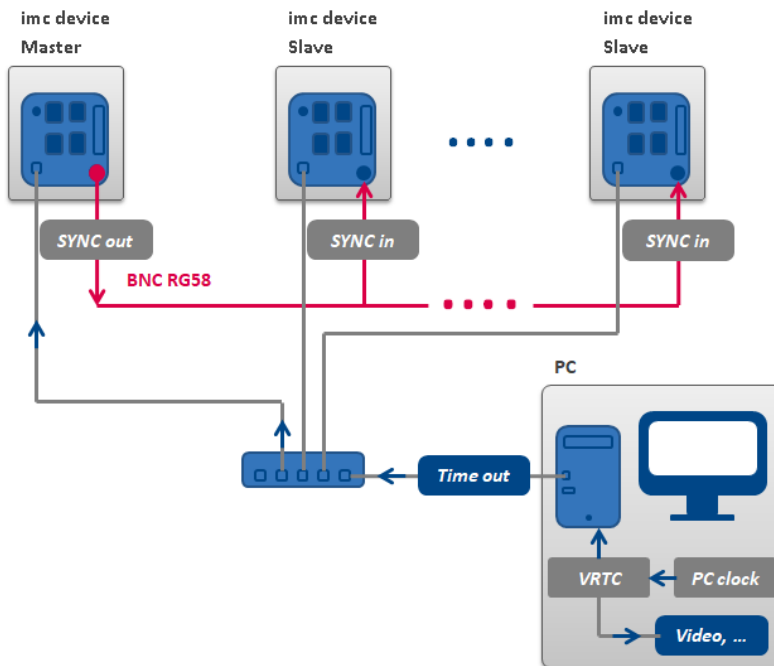 imc device
Master
imc device
Slave
imc device
Slave
SYNC out
SYNC in
SYNC in
BNC RG58
PC
Time out
VRTC
PC clock
Video, ...